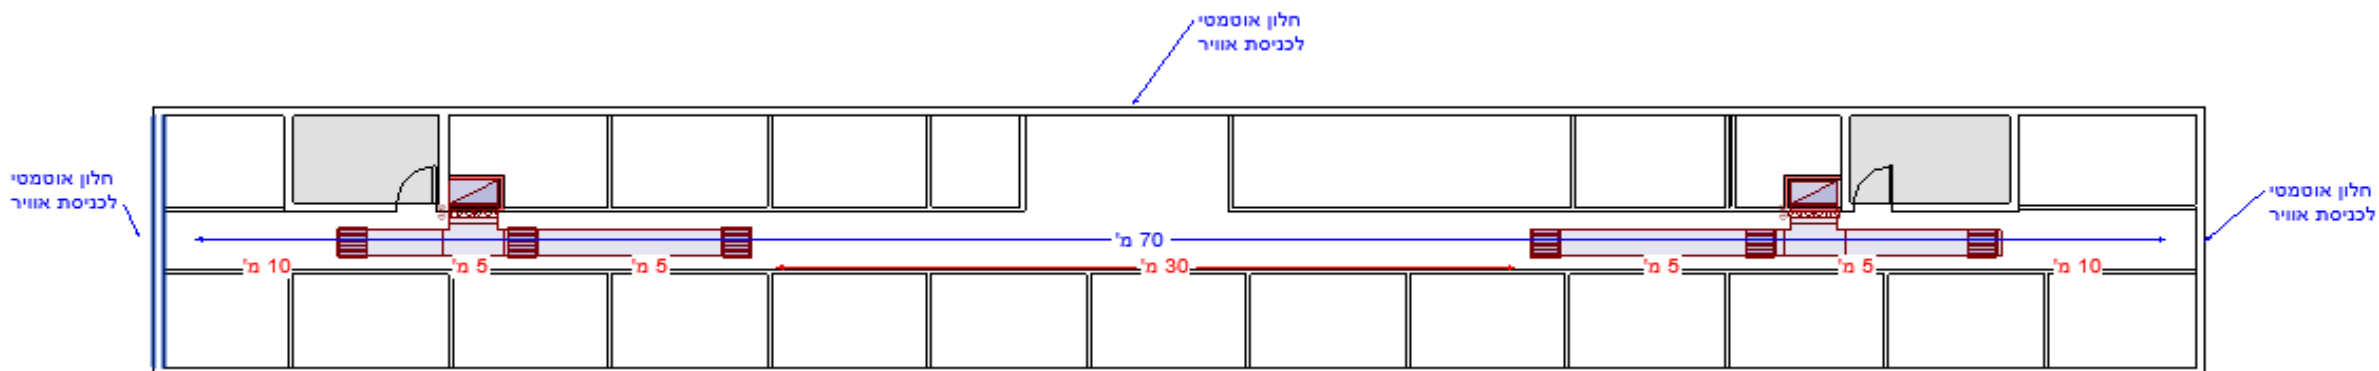 חלון אוטמטי
לכניסת אוויר
חלון אוטמטי
לכניסת אוויר
חלון אוטמטי
לכניסת אוויר
70 מ'
10 מ'
5 מ'
5 מ'
30 מ'
5 מ'
5 מ'
10 מ'